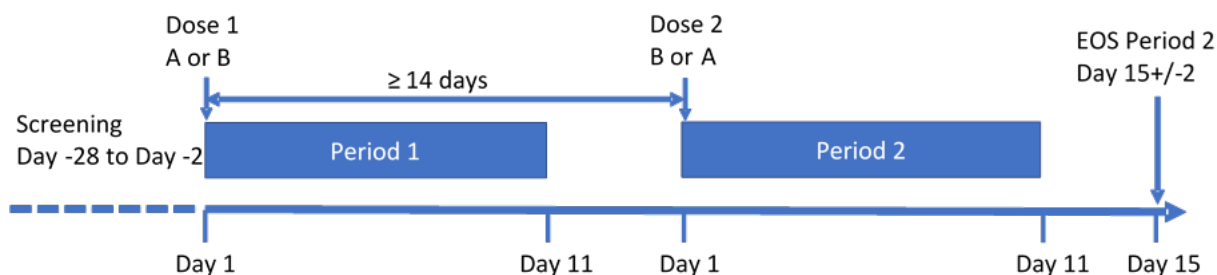 Dose 1
A or B
Dose 2
B or A
EOS Period 2
Day 15+/-2
≥ 14 days
Screening
Day -28 to Day -2
Period 1
Period 2
Day 1
Day 11
Day 1
Day 11
Day 15